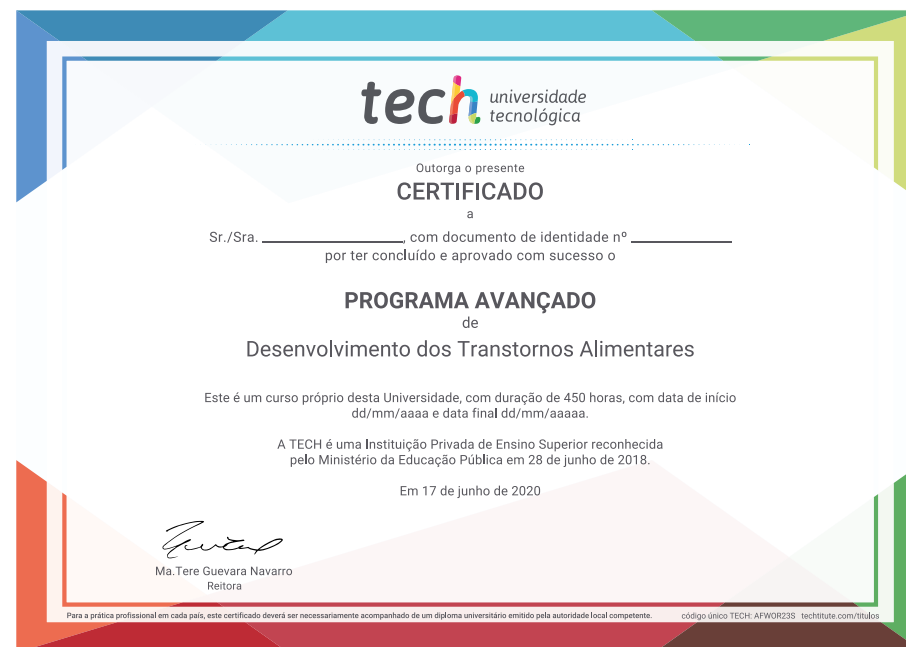 tech universidade
tecnológica
Outorga o presente
CERTIFICADO
a
Sr./Sra. ____________, com documento de identidade nº ____________
por ter concluído e aprovado com sucesso o
PROGRAMA AVANÇADO
de
Desenvolvimento dos Transtornos Alimentares
Este é um curso próprio desta Universidade, com duração de 450 horas, com data de início
dd/mm/aaaa e data final dd/mm/aaaaa.
A TECH é uma Instituição Privada de Ensino Superior reconhecida
pelo Ministério da Educação Pública em 28 de junho de 2018.
Em 17 de junho de 2020
Ma.Tere Guevara Navarro
Reitora
Para a prática profissional em cada país, este certificado deverá ser necessariamente acompanhado de um diploma universitário emitido pela autoridade local competente. código único TECH: AFWOR23S techtitute.com/titulos